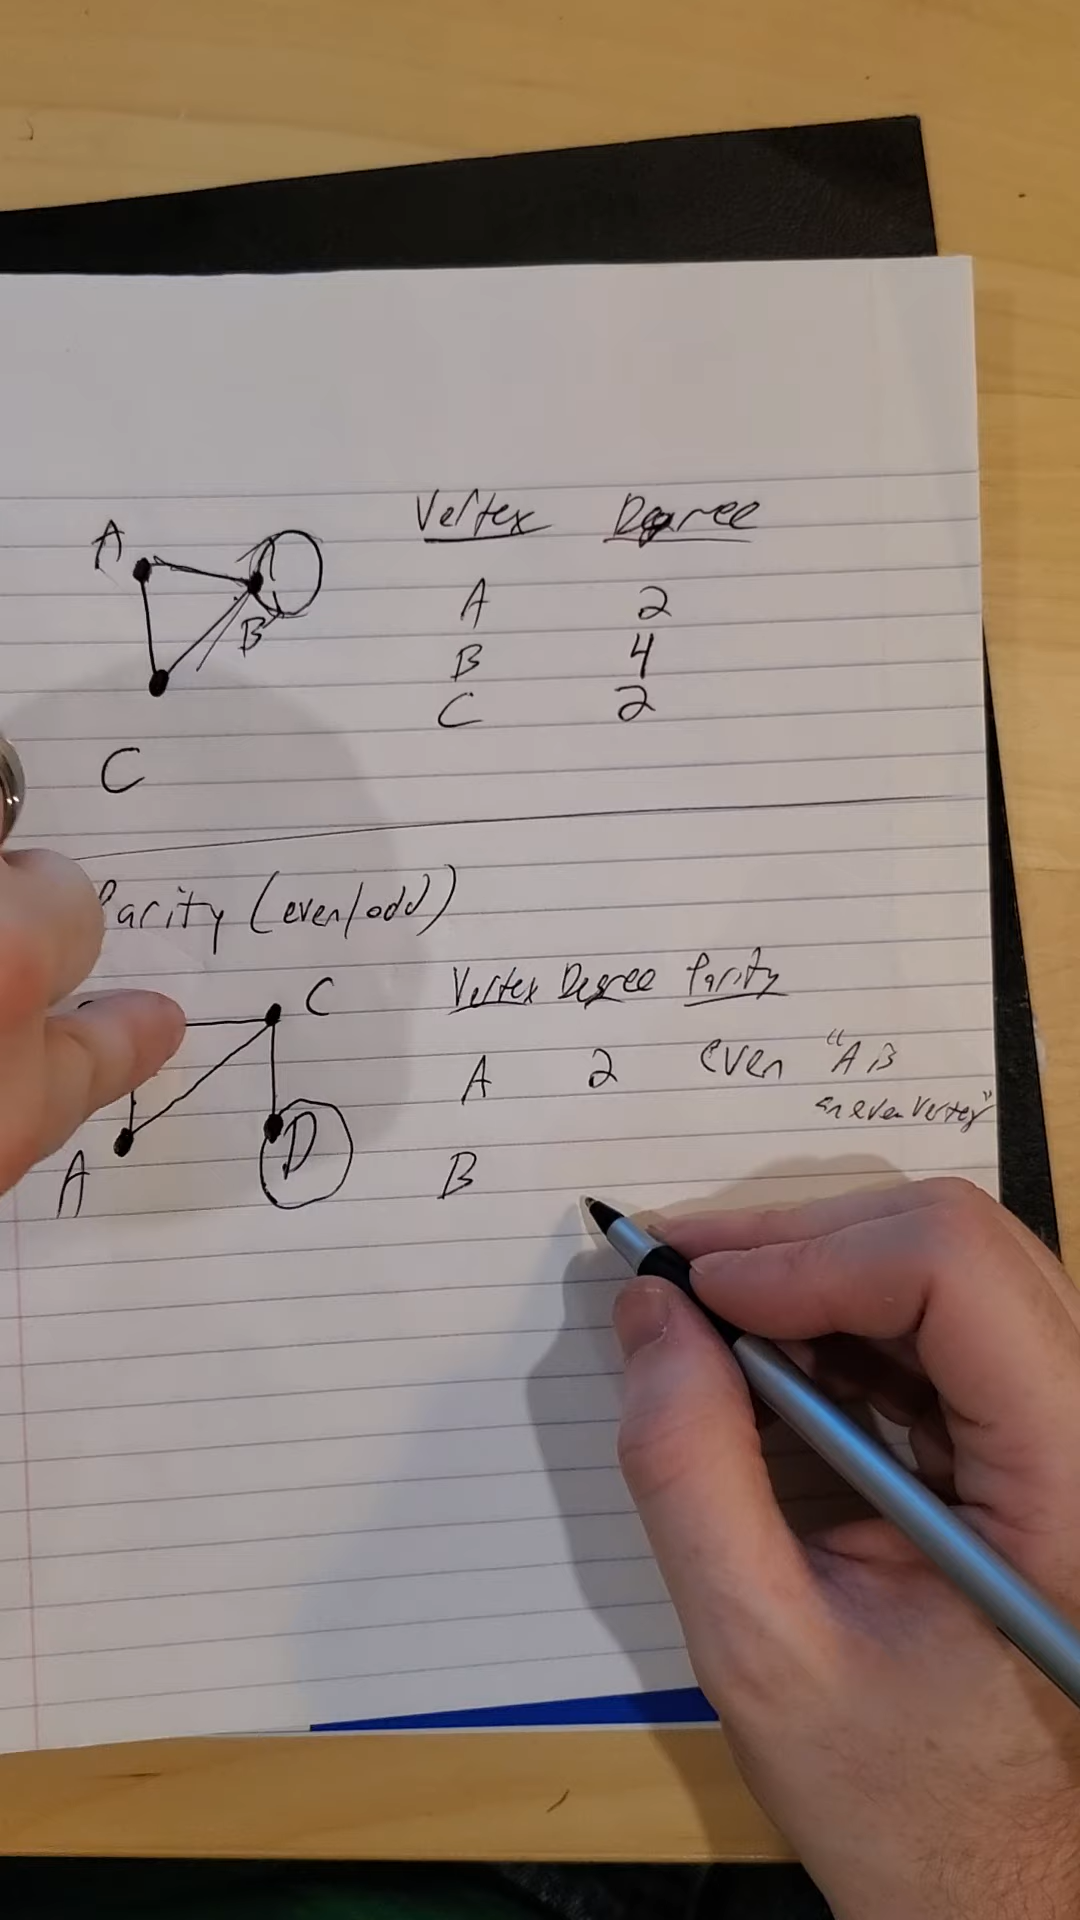 Vertex Degree
A
A 2
B
B 4
C 2
C
Parity (even/odd)
C
Vertex Degree Parity
A 2 even "A is
an even vertex"
D
A
B